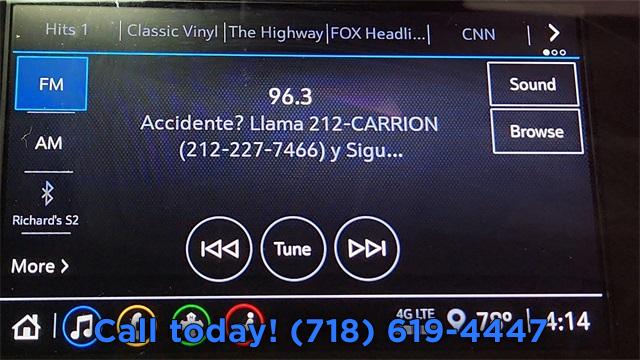 Hits 1 | Classic Vinyl | The Highway | FOX Headli... | CNN
FM
Sound
96.3
AM
Accidente? Llama 212-CARRION
(212-227-7466) y Sigu...
Browse
Richard's S2
Tune
More
4G LTE
78° 4:14
Call today! (718) 619-4447